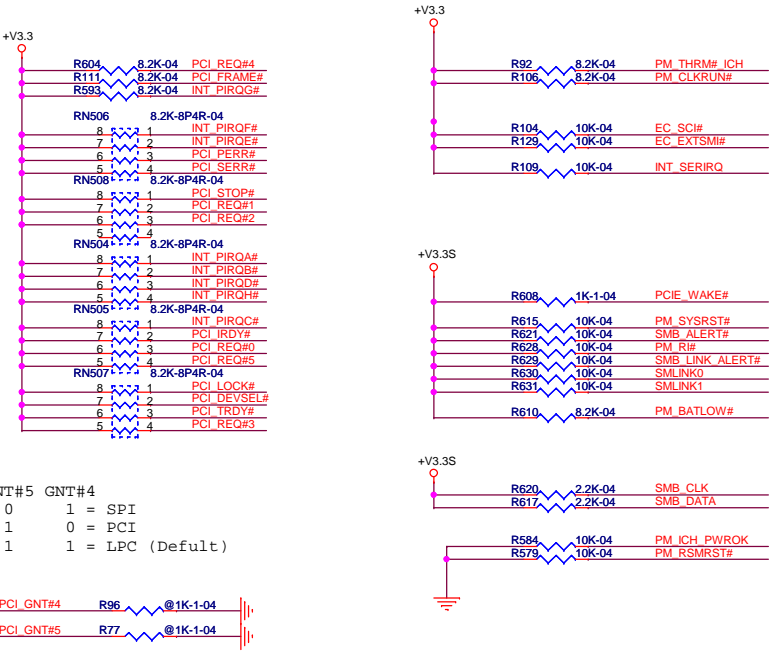 +V3.3
R604 8.2K-04 PCI_REQ#4
R111 8.2K-04 PCI_FRAME#
R593 8.2K-04 INT_PIRQG#
RN506 8.2K-8P4R-04
8 1 INT_PIRQF#
7 2 INT_PIRQE#
6 3 PCI_PERR#
5 4 PCI_SERR#
RN508 8.2K-8P4R-04
8 1 PCI_STOP#
7 2 PCI_REQ#1
6 3 PCI_REQ#2
5 4
RN504 8.2K-8P4R-04
8 1 INT_PIRQA#
7 2 INT_PIRQB#
6 3 INT_PIRQD#
5 4 INT_PIRQH#
RN505 8.2K-8P4R-04
8 1 INT_PIRQC#
7 2 PCI_IRDY#
6 3 PCI_REQ#0
5 4 PCI_REQ#5
RN507 8.2K-8P4R-04
8 1 PCI_LOCK#
7 2 PCI_DEVSEL#
6 3 PCI_TRDY#
5 4 PCI_REQ#3
NT#5 GNT#4
0 1 = SPI
1 0 = PCI
1 1 = LPC (Defult)
PCI_GNT#4 R96 @1K-1-04
PCI_GNT#5 R77 @1K-1-04
+V3.3
R92 8.2K-04 PM_THRM#_ICH
R106 8.2K-04 PM_CLKRUN#
R104 10K-04 EC_SCI#
R129 10K-04 EC_EXTSMI#
R109 10K-04 INT_SERIRQ
+V3.3S
R608 1K-1-04 PCIE_WAKE#
R615 10K-04 PM_SYSRST#
R621 10K-04 SMB_ALERT#
R628 10K-04 PM_RI#
R629 10K-04 SMB_LINK_ALERT#
R630 10K-04 SMLINK0
R631 10K-04 SMLINK1
R610 8.2K-04 PM_BATLOW#
+V3.3S
R620 2.2K-04 SMB_CLK
R617 2.2K-04 SMB_DATA
R584 10K-04 PM_ICH_PWROK
R579 10K-04 PM_RSMRST#